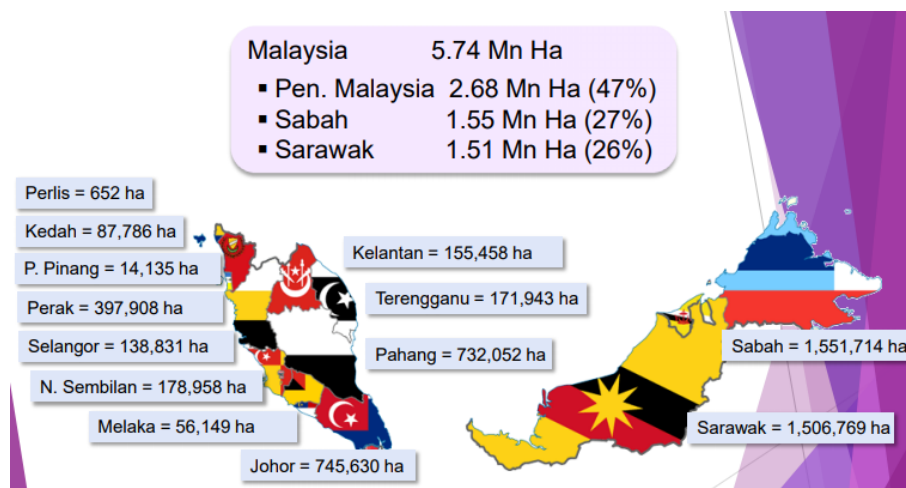 Malaysia 5.74 Mn Ha
▪ Pen. Malaysia 2.68 Mn Ha (47%)
▪ Sabah 1.55 Mn Ha (27%)
▪ Sarawak 1.51 Mn Ha (26%)
Perlis = 652 ha
Kedah = 87,786 ha
P. Pinang = 14,135 ha
Perak = 397,908 ha
Selangor = 138,831 ha
N. Sembilan = 178,958 ha
Melaka = 56,149 ha
Johor = 745,630 ha
Kelantan = 155,458 ha
Terengganu = 171,943 ha
Pahang = 732,052 ha
Sabah = 1,551,714 ha
Sarawak = 1,506,769 ha